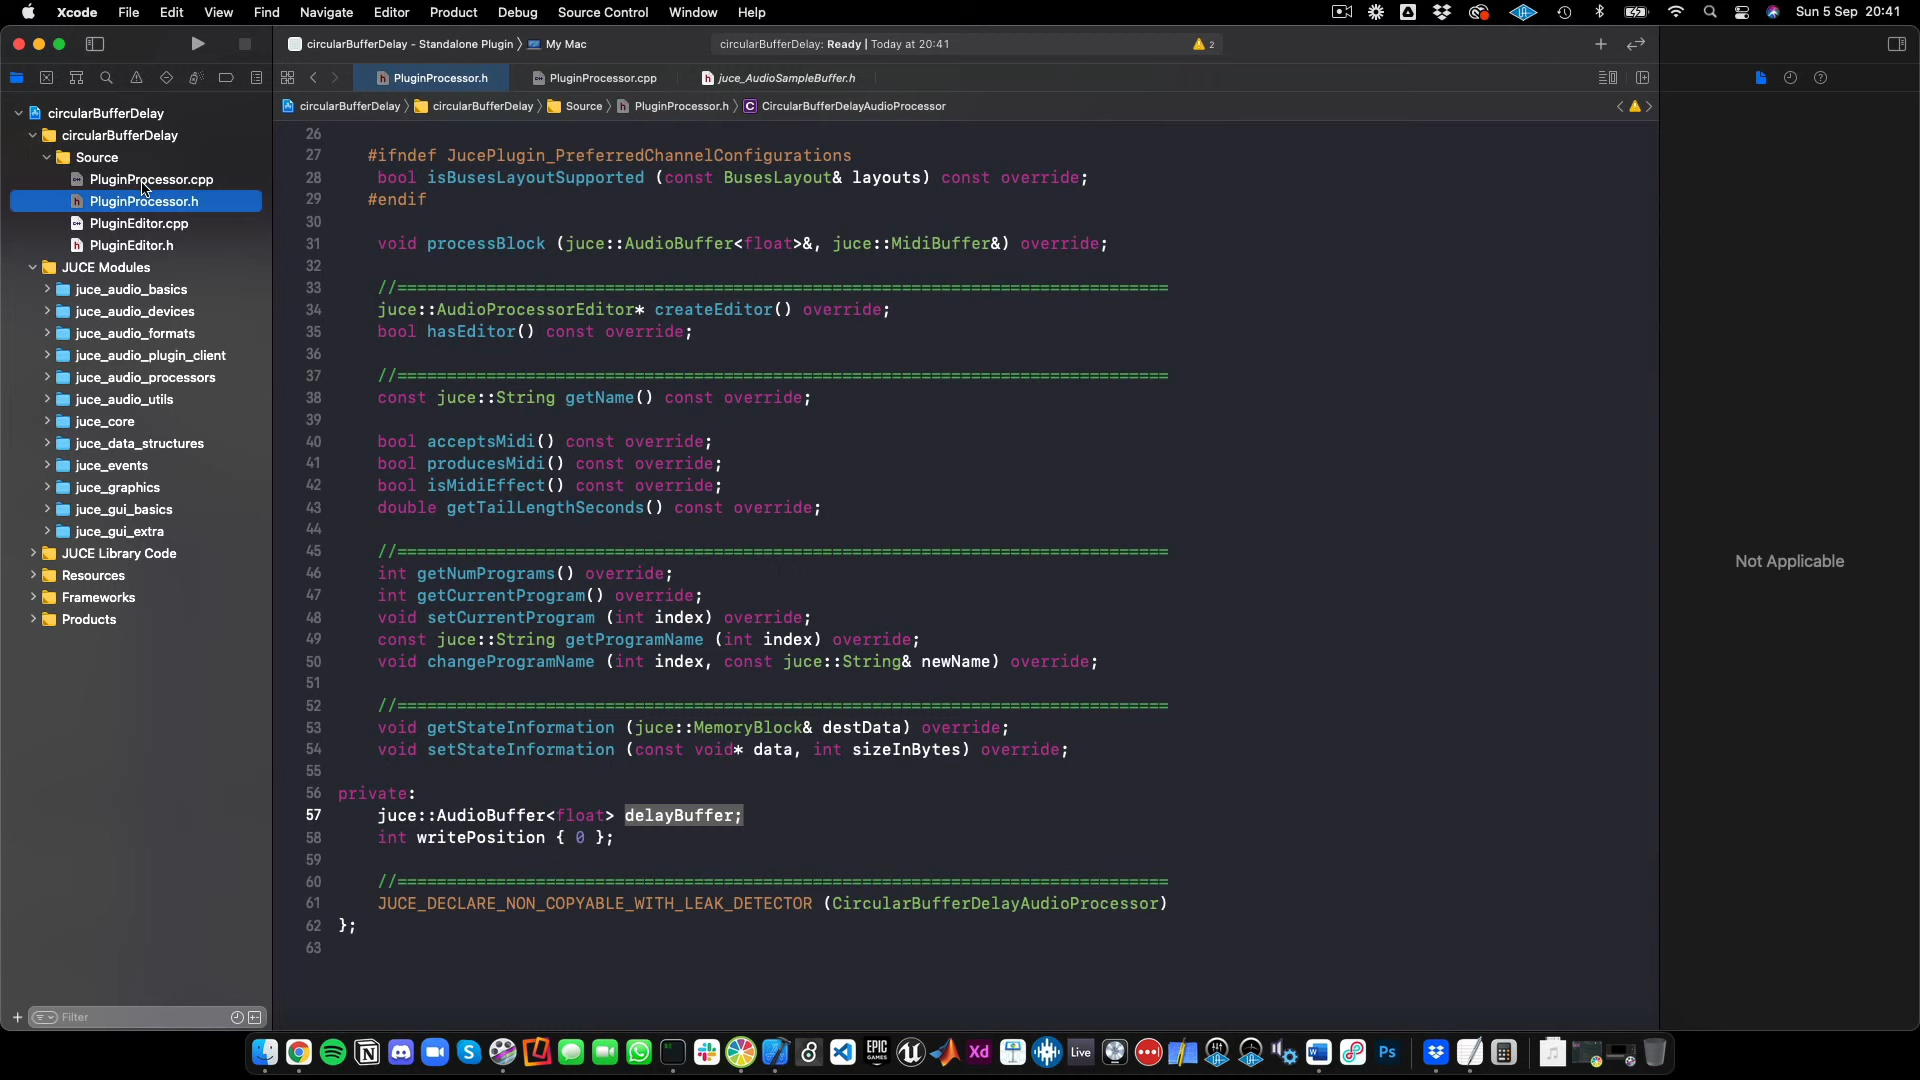 Xcode File Edit View Find Navigate Editor Product Debug Source Control Window Help Sun 5 Sep 20:41
circularBufferDelay - Standalone Plugin My Mac circularBufferDelay: Ready | Today at 20:41 2
PluginProcessor.h PluginProcessor.cpp juce_AudioSampleBuffer.h
circularBufferDelay circularBufferDelay Source PluginProcessor.h C CircularBufferDelayAudioProcessor
circularBufferDelay
circularBufferDelay
Source
PluginProcessor.cpp
PluginProcessor.h
PluginEditor.cpp
PluginEditor.h
JUCE Modules
juce_audio_basics
juce_audio_devices
juce_audio_formats
juce_audio_plugin_client
juce_audio_processors
juce_audio_utils
juce_core
juce_data_structures
juce_events
juce_graphics
juce_gui_basics
juce_gui_extra
JUCE Library Code
Resources
Frameworks
Products
Filter
26
27 #ifndef JucePlugin_PreferredChannelConfigurations
28 bool isBusesLayoutSupported (const BusesLayout& layouts) const override;
29 #endif
30
31 void processBlock (juce::AudioBuffer<float>&, juce::MidiBuffer&) override;
32
33 //==============================================================================
34 juce::AudioProcessorEditor* createEditor() override;
35 bool hasEditor() const override;
36
37 //==============================================================================
38 const juce::String getName() const override;
39
40 bool acceptsMidi() const override;
41 bool producesMidi() const override;
42 bool isMidiEffect() const override;
43 double getTailLengthSeconds() const override;
44
45 //==============================================================================
46 int getNumPrograms() override;
47 int getCurrentProgram() override;
48 void setCurrentProgram (int index) override;
49 const juce::String getProgramName (int index) override;
50 void changeProgramName (int index, const juce::String& newName) override;
51
52 //==============================================================================
53 void getStateInformation (juce::MemoryBlock& destData) override;
54 void setStateInformation (const void* data, int sizeInBytes) override;
55
56 private:
57 juce::AudioBuffer<float> delayBuffer;
58 int writePosition { 0 };
59
60 //==============================================================================
61 JUCE_DECLARE_NON_COPYABLE_WITH_LEAK_DETECTOR (CircularBufferDelayAudioProcessor)
62 };
63
Not Applicable
EPIC GAMES Xd Live Ps